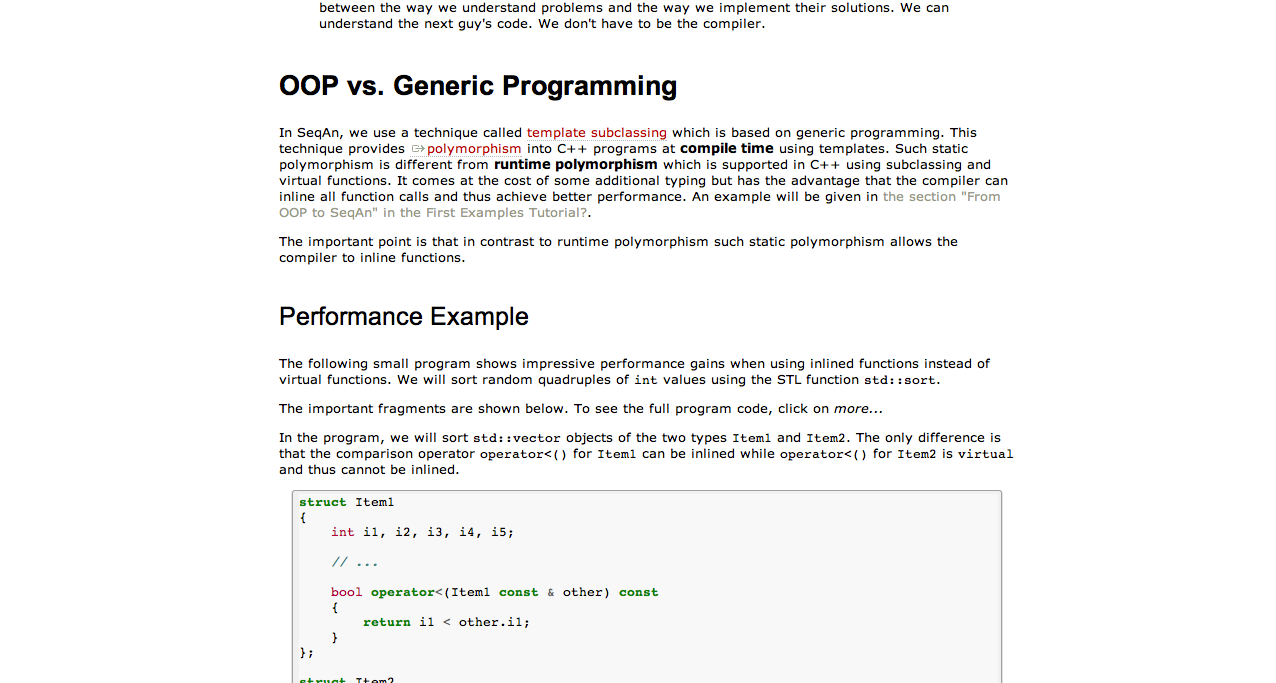 between the way we understand problems and the way we implement their solutions. We can
understand the next guy's code. We don't have to be the compiler.
OOP vs. Generic Programming
In SeqAn, we use a technique called template subclassing which is based on generic programming. This
technique provides polymorphism into C++ programs at compile time using templates. Such static
polymorphism is different from runtime polymorphism which is supported in C++ using subclassing and
virtual functions. It comes at the cost of some additional typing but has the advantage that the compiler can
inline all function calls and thus achieve better performance. An example will be given in the section "From
OOP to SeqAn" in the First Examples Tutorial?.
The important point is that in contrast to runtime polymorphism such static polymorphism allows the
compiler to inline functions.
Performance Example
The following small program shows impressive performance gains when using inlined functions instead of
virtual functions. We will sort random quadruples of int values using the STL function std::sort.
The important fragments are shown below. To see the full program code, click on more...
In the program, we will sort std::vector objects of the two types Item1 and Item2. The only difference is
that the comparison operator operator<() for Item1 can be inlined while operator<() for Item2 is virtual
and thus cannot be inlined.
struct Item1
{
    int i1, i2, i3, i4, i5;
    // ...
    bool operator<(Item1 const & other) const
    {
        return i1 < other.i1;
    }
};
struct Item2